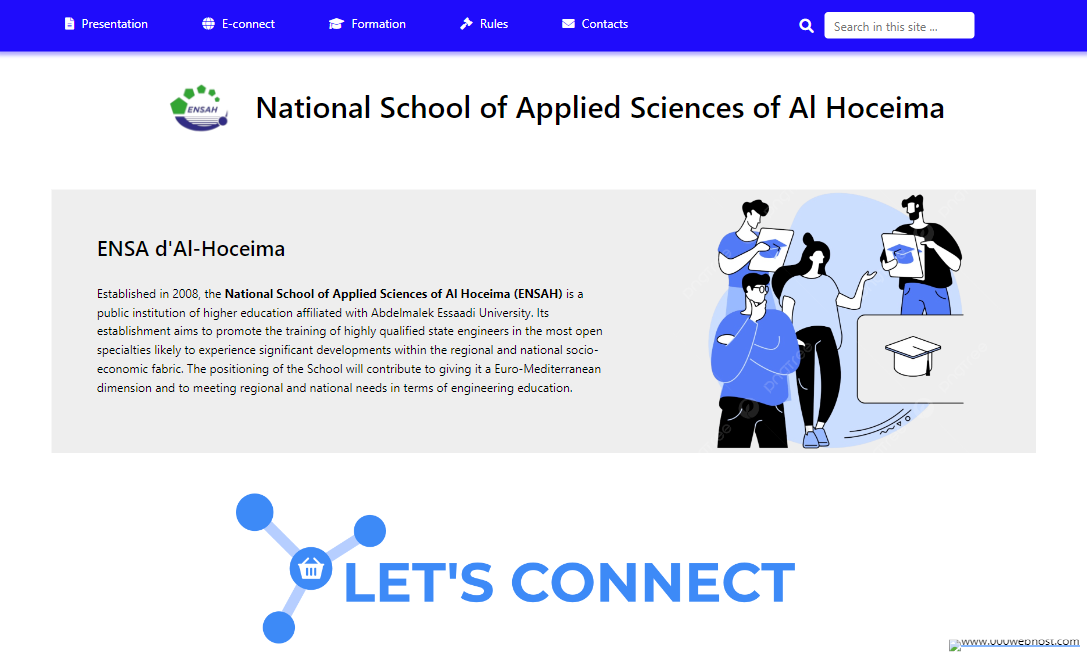 Presentation
E-connect
Formation
Rules
Contacts
Search in this site ...
ENSAH
National School of Applied Sciences of Al Hoceima
ENSA d'Al-Hoceima
Established in 2008, the National School of Applied Sciences of Al Hoceima (ENSAH) is a
public institution of higher education affiliated with Abdelmalek Essaadi University. Its
establishment aims to promote the training of highly qualified state engineers in the most open
specialties likely to experience significant developments within the regional and national socio-
economic fabric. The positioning of the School will contribute to giving it a Euro-Mediterranean
dimension and to meeting regional and national needs in terms of engineering education.
pngtree
LET'S CONNECT